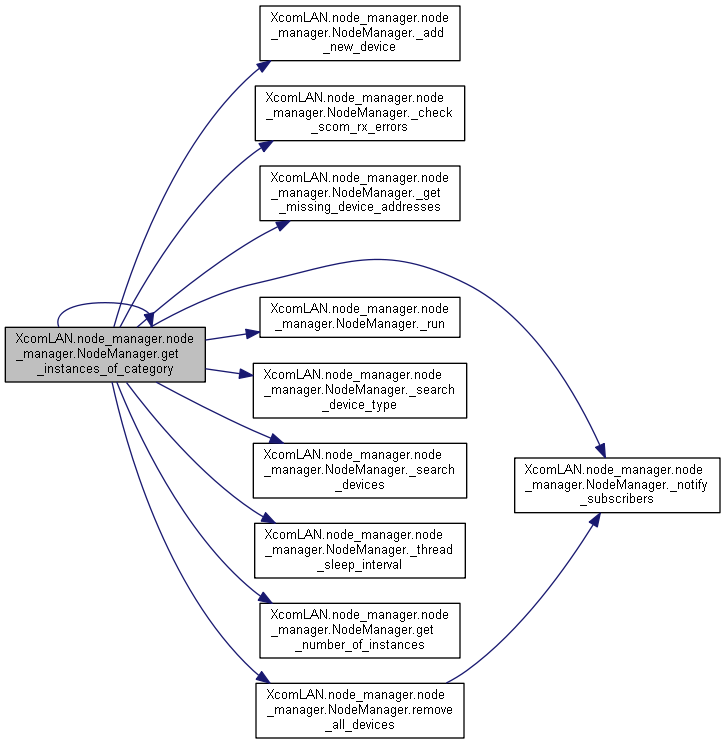 XcomLAN.node_manager.node
_manager.NodeManager._add
_new_device
XcomLAN.node_manager.node
_manager.NodeManager._check
_scom_rx_errors
XcomLAN.node_manager.node
_manager.NodeManager._get
_missing_device_addresses
XcomLAN.node_manager.node
_manager.NodeManager._run
XcomLAN.node_manager.node
_manager.NodeManager.get
_instances_of_category
XcomLAN.node_manager.node
_manager.NodeManager._search
_device_type
XcomLAN.node_manager.node
_manager.NodeManager._search
_devices
XcomLAN.node_manager.node
_manager.NodeManager._notify
_subscribers
XcomLAN.node_manager.node
_manager.NodeManager._thread
_sleep_interval
XcomLAN.node_manager.node
_manager.NodeManager.get
_number_of_instances
XcomLAN.node_manager.node
_manager.NodeManager.remove
_all_devices